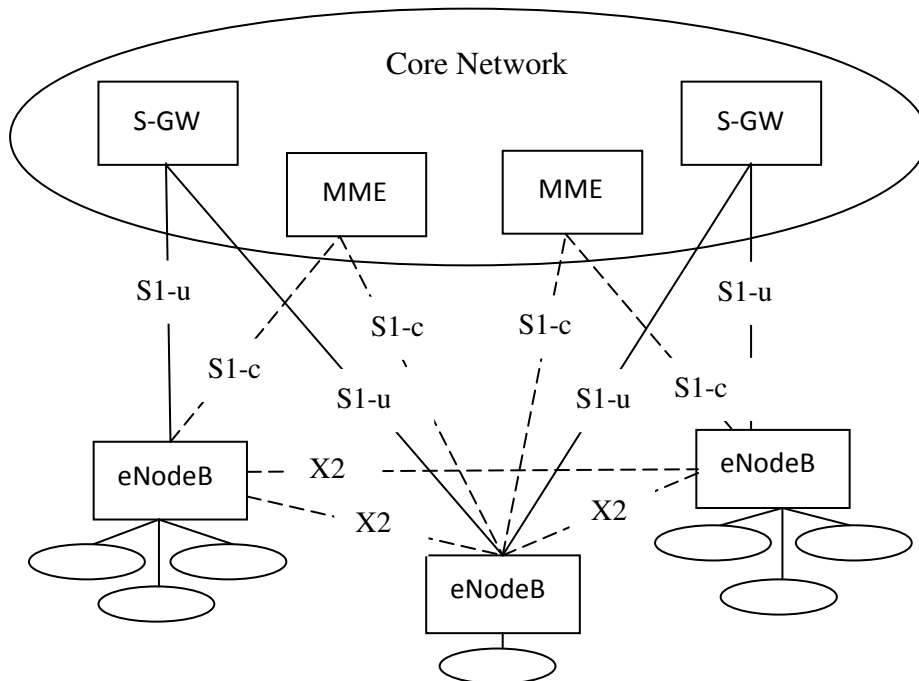 Core Network
S-GW
S-GW
MME
MME
S1-u
S1-u
S1-c
S1-c
S1-c
S1-u
S1-u
S1-c
eNodeB
X2
eNodeB
X2
X2
eNodeB